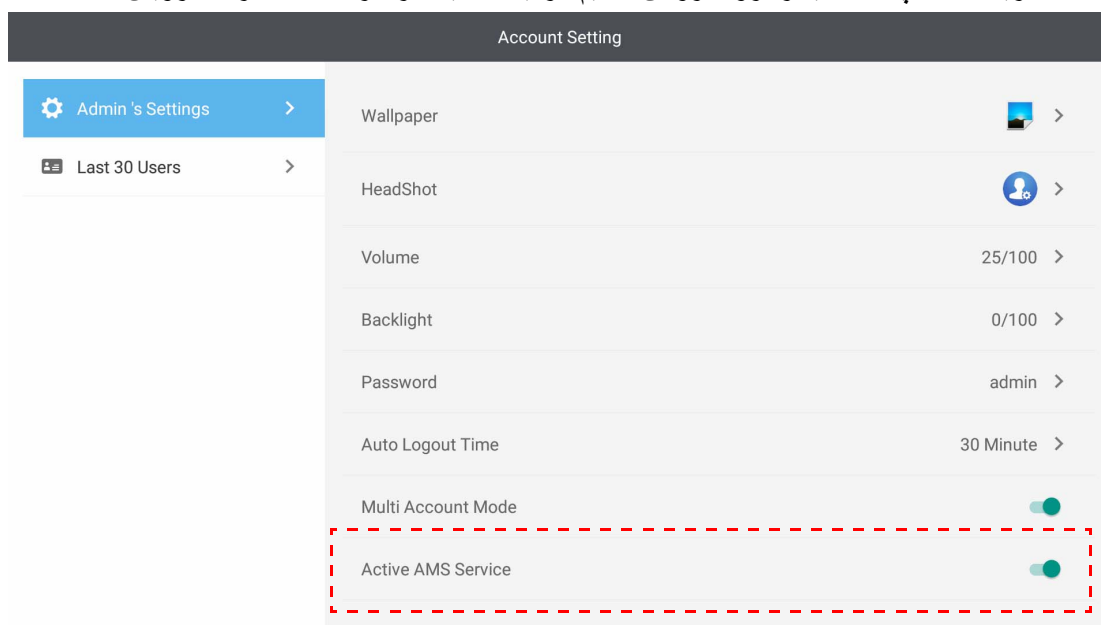 Account Setting
Admin 's Settings
Last 30 Users
Wallpaper
HeadShot
Volume 25/100
Backlight 0/100
Password admin
Auto Logout Time 30 Minute
Multi Account Mode
Active AMS Service